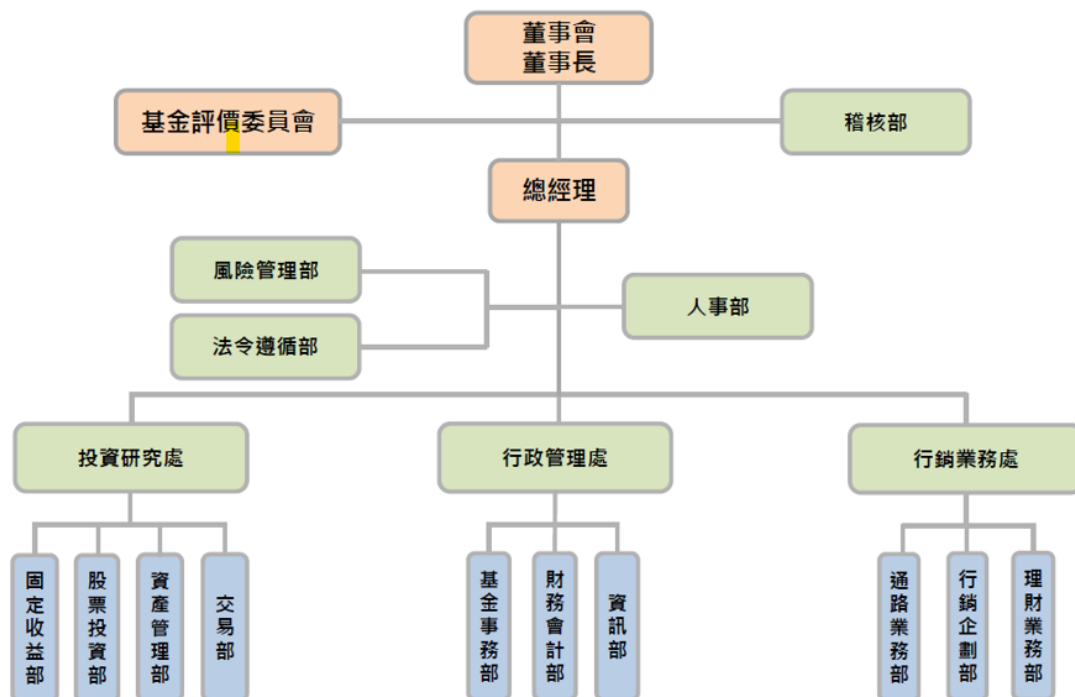 董事會
董事長
基金評價委員會
稽核部
總經理
風險管理部
人事部
法令遵循部
投資研究處
行政管理處
行銷業務處
固定收益部
股票投資部
資產管理部
交易部
基金事務部
財務會計部
資訊部
通路業務部
行銷企劃部
理財業務部